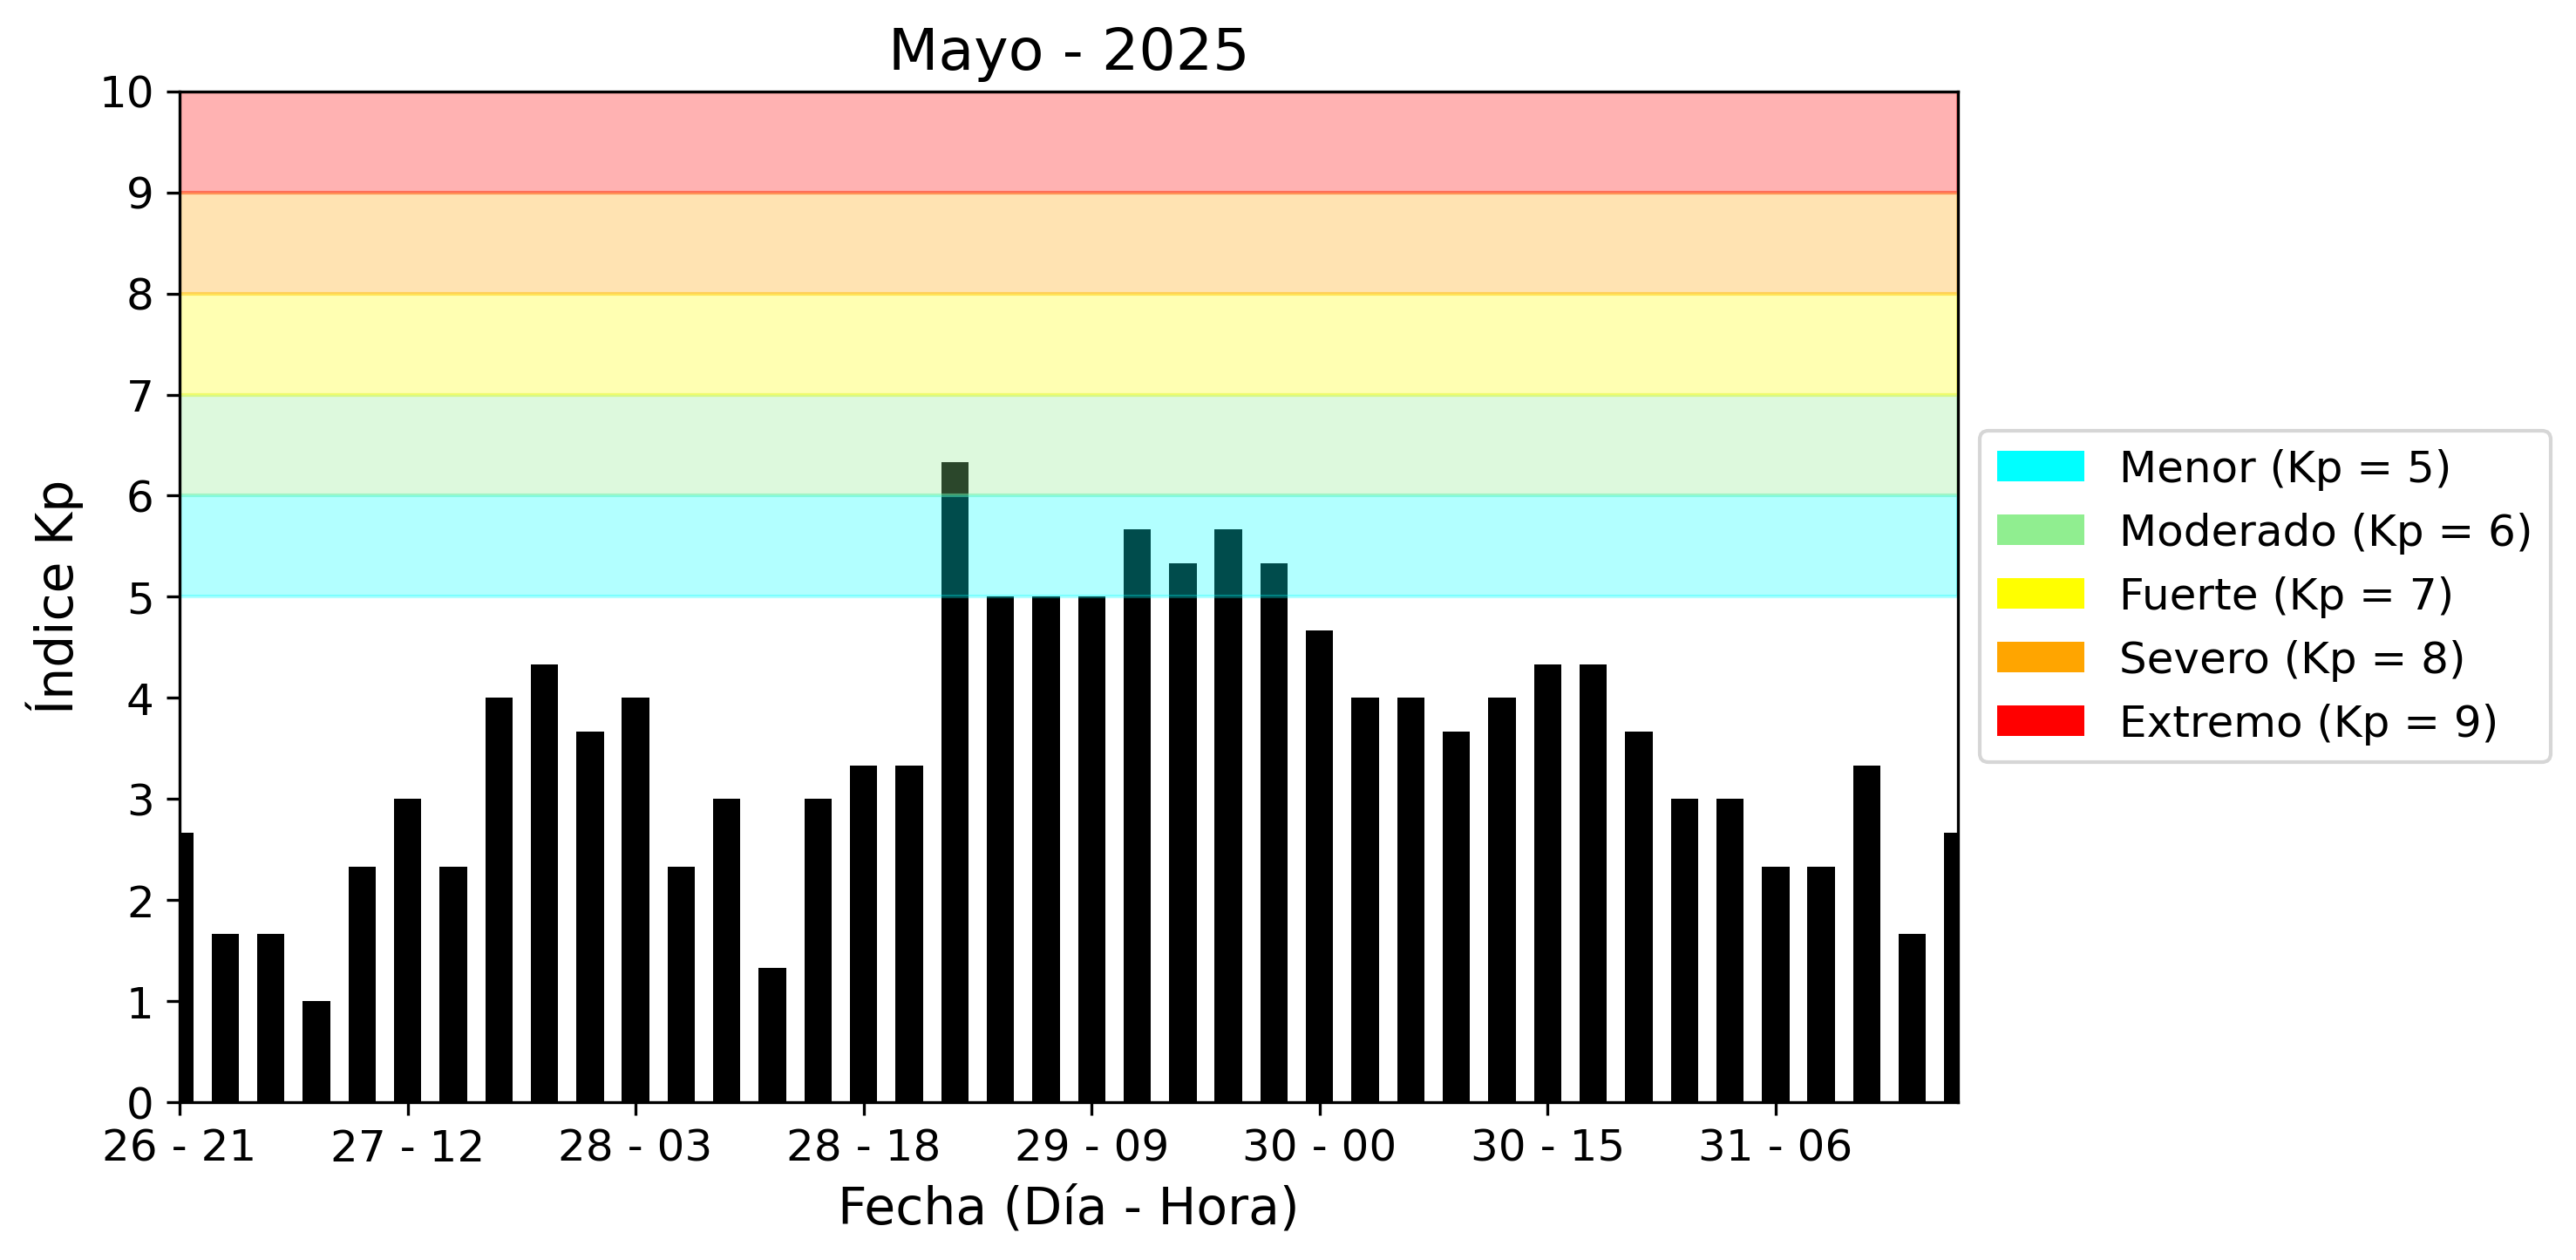 Mayo - 2025
10
9
8
7
6
5
4
3
2
1
0
Índice Kp
26 - 21
27 - 12
28 - 03
28 - 18
29 - 09
30 - 00
30 - 15
31 - 06
Fecha (Día - Hora)
Menor (Kp = 5)
Moderado (Kp = 6)
Fuerte (Kp = 7)
Severo (Kp = 8)
Extremo (Kp = 9)